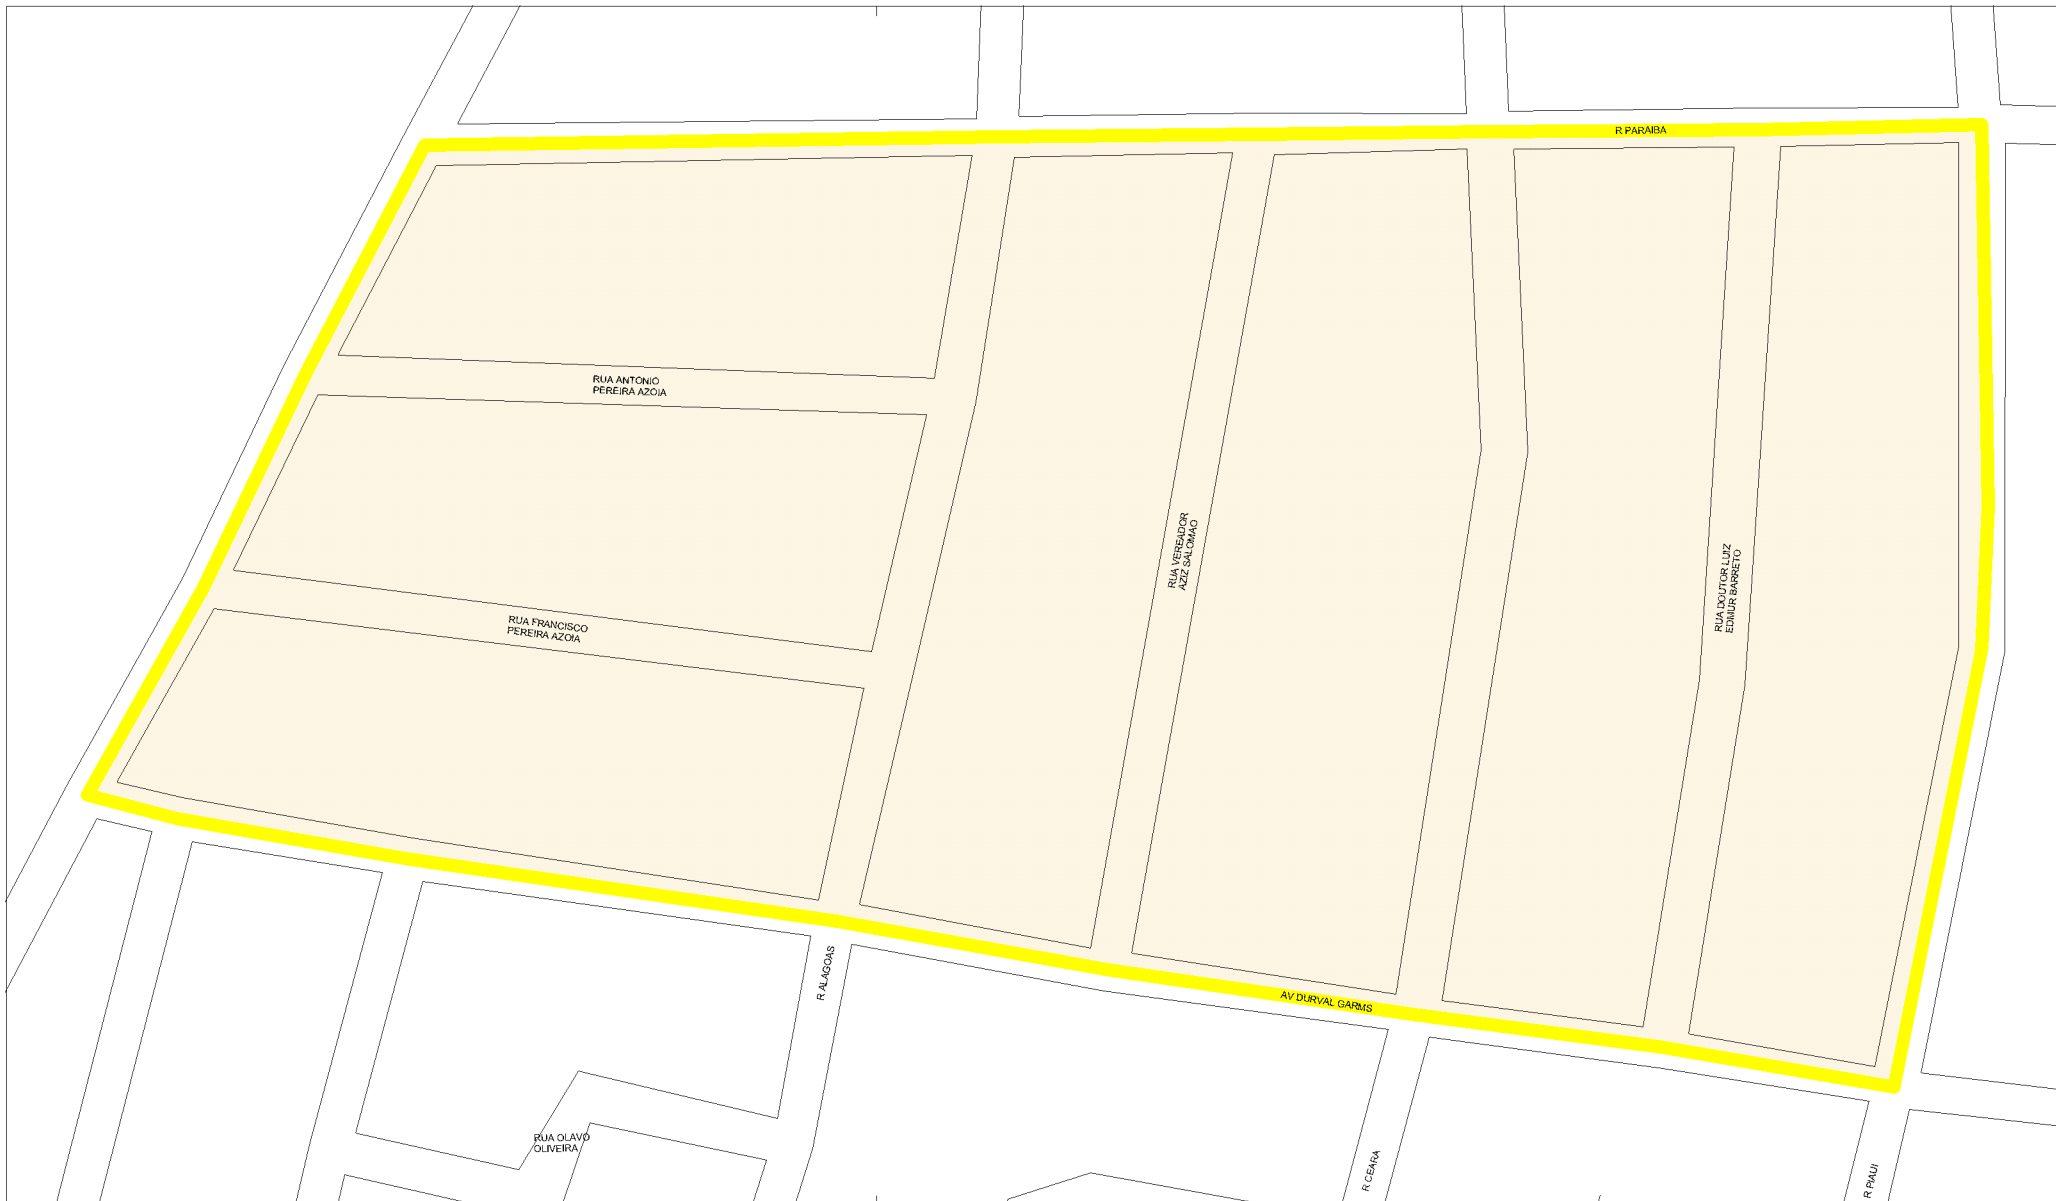 R PARAIBA
RUA ANTONIO
PEREIRA AZOIA
RUA VEREADOR
AZIZ SALOMAO
RUA DOUTOR LUIZ
EDMUR BARRETO
RUA FRANCISCO
PEREIRA AZOIA
R ALAGOAS
AV DURVAL GARMS
RUA OLAVO
OLIVEIRA
R CEARA
R PIAUI